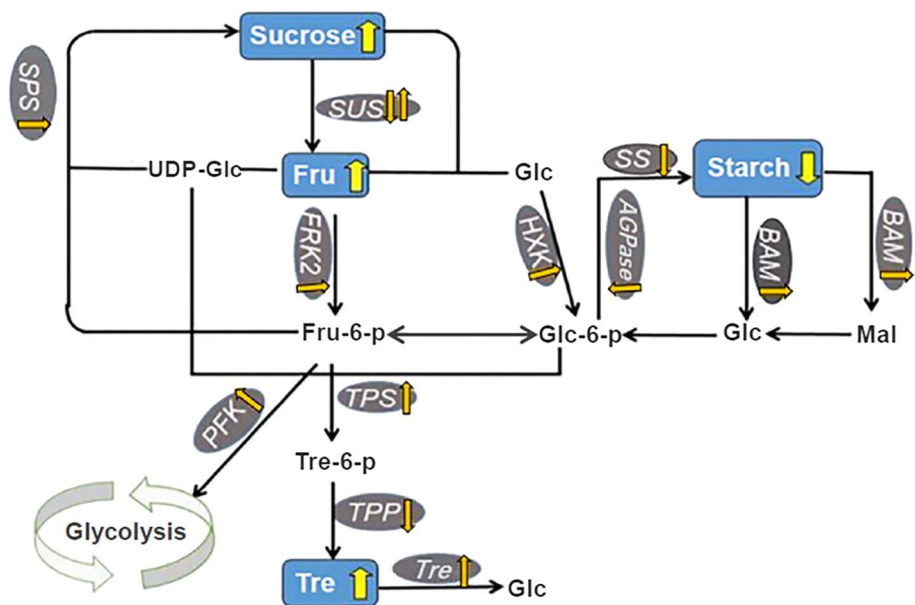 Sucrose
SPS
SUS
UDP-Glc
Fru
Glc
SS
Starch
FRK2
HXK
AGPase
BAM
BAM
Fru-6-p
Glc-6-p
Glc
Mal
PFK
TPS
Tre-6-p
Glycolysis
TPP
Tre
Tre
Glc